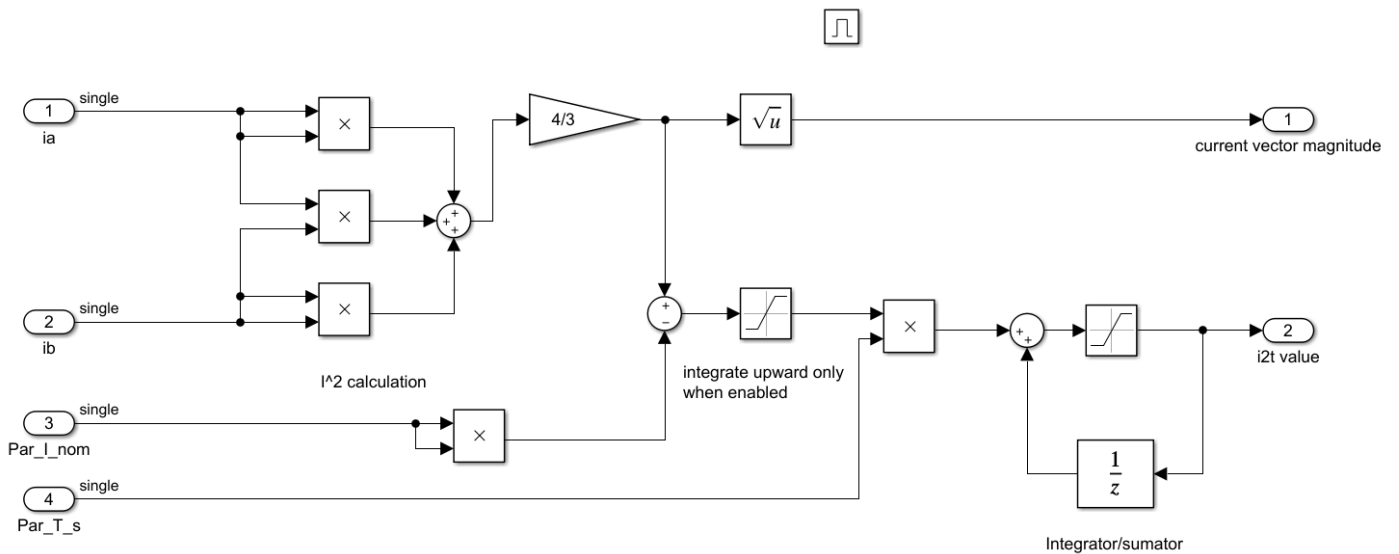 single
1
ia
×
4/3
√u
1
current vector magnitude
×
+
+
+
single
2
ib
×
+
−
×
+
+
2
i2t value
integrate upward only
when enabled
I^2 calculation
single
3
Par_I_nom
×
1
z
single
4
Par_T_s
Integrator/sumator